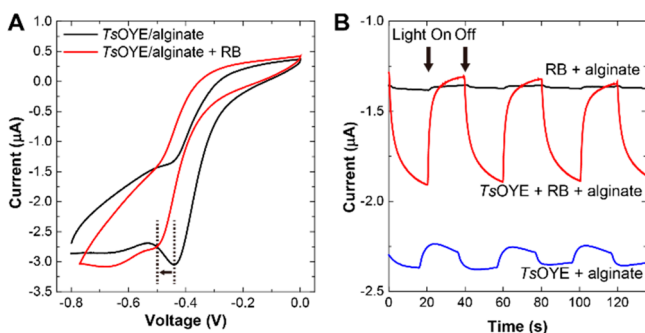 A
TsOYE/alginate
TsOYE/alginate + RB
1.0
0.5
0.0
-0.5
-1.0
-1.5
-2.0
-2.5
-3.0
-3.5
Current (μA)
-0.8 -0.6 -0.4 -0.2 0.0
Voltage (V)
B
-1.0
-1.5
-2.0
-2.5
Current (μA)
Light On Off
RB + alginate
TsOYE + RB + alginate
TsOYE + alginate
0 20 40 60 80 100 120
Time (s)